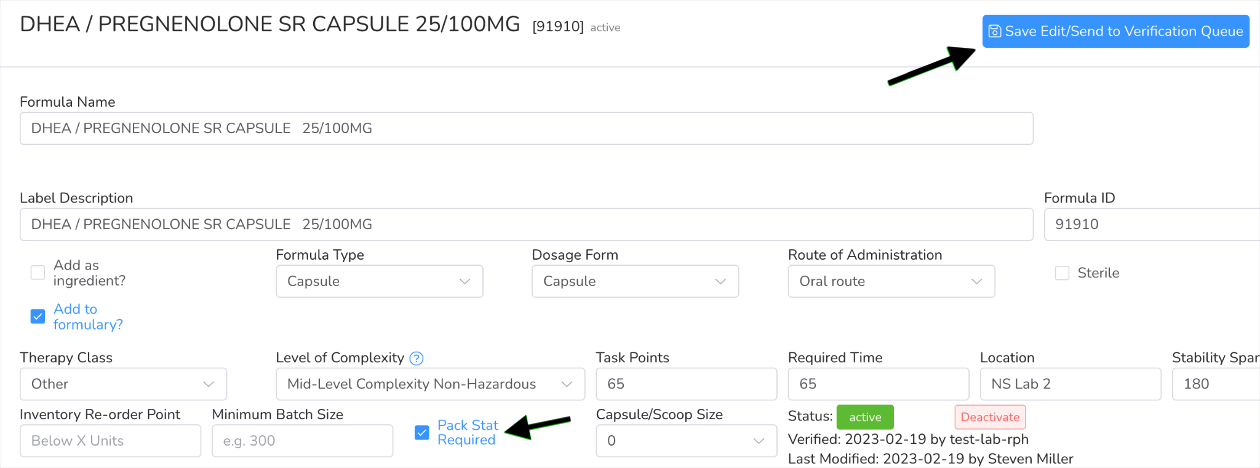 DHEA / PREGNENOLONE SR CAPSULE 25/100MG [91910] active
Save Edit/Send to Verification Queue
Formula Name
DHEA / PREGNENOLONE SR CAPSULE   25/100MG
Label Description
Formula ID
DHEA / PREGNENOLONE SR CAPSULE   25/100MG
91910
Add as
ingredient?
Formula Type
Capsule
Dosage Form
Capsule
Route of Administration
Oral route
Sterile
Add to
formulary?
Therapy Class
Other
Level of Complexity ?
Mid-Level Complexity Non-Hazardous
Task Points
65
Required Time
65
Location
NS Lab 2
Stability Span
180
Inventory Re-order Point
Below X Units
Minimum Batch Size
e.g. 300
Pack Stat
Required
Capsule/Scoop Size
0
Status: active Deactivate
Verified: 2023-02-19 by test-lab-rph
Last Modified: 2023-02-19 by Steven Miller